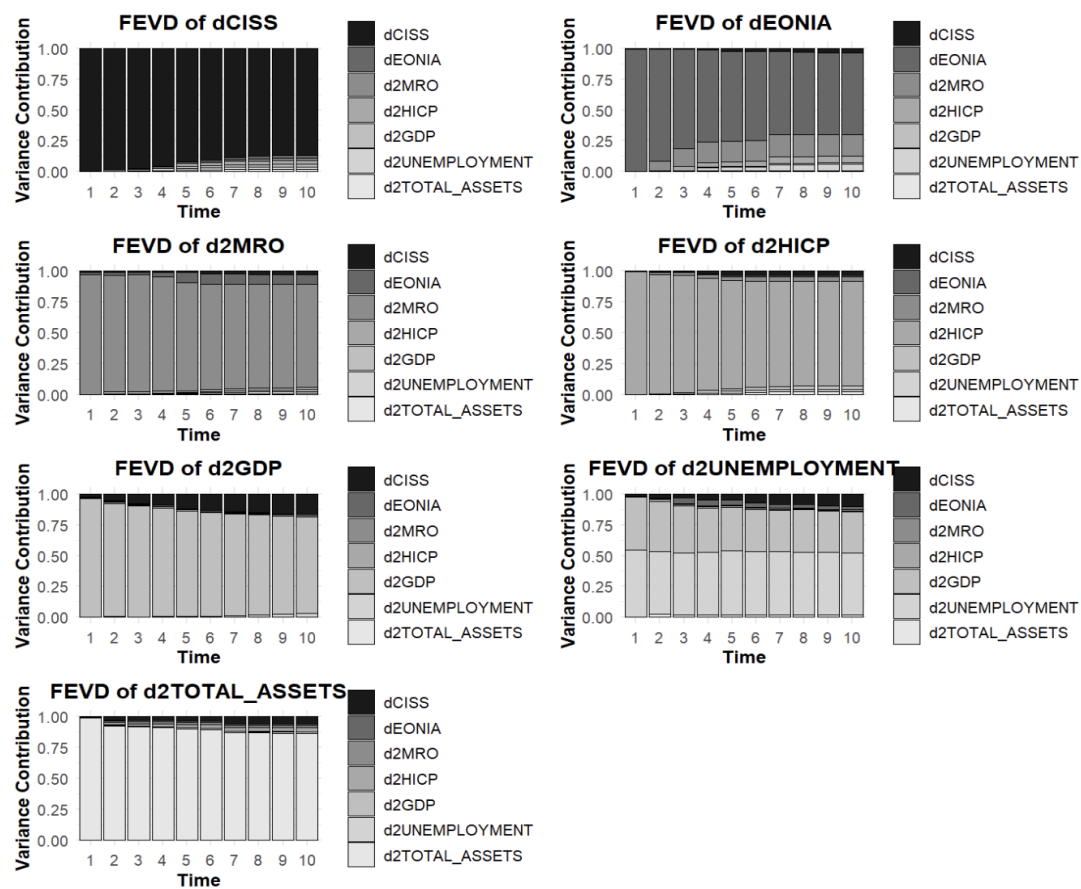 FEVD of dCISS
Variance Contribution
1.00
0.75
0.50
0.25
0.00
1 2 3 4 5 6 7 8 9 10
Time
dCISS
dEONIA
d2MRO
d2HICP
d2GDP
d2UNEMPLOYMENT
d2TOTAL_ASSETS
FEVD of dEONIA
Variance Contribution
1.00
0.75
0.50
0.25
0.00
1 2 3 4 5 6 7 8 9 10
Time
dCISS
dEONIA
d2MRO
d2HICP
d2GDP
d2UNEMPLOYMENT
d2TOTAL_ASSETS
FEVD of d2MRO
Variance Contribution
1.00
0.75
0.50
0.25
0.00
1 2 3 4 5 6 7 8 9 10
Time
dCISS
dEONIA
d2MRO
d2HICP
d2GDP
d2UNEMPLOYMENT
d2TOTAL_ASSETS
FEVD of d2HICP
Variance Contribution
1.00
0.75
0.50
0.25
0.00
1 2 3 4 5 6 7 8 9 10
Time
dCISS
dEONIA
d2MRO
d2HICP
d2GDP
d2UNEMPLOYMENT
d2TOTAL_ASSETS
FEVD of d2GDP
Variance Contribution
1.00
0.75
0.50
0.25
0.00
1 2 3 4 5 6 7 8 9 10
Time
dCISS
dEONIA
d2MRO
d2HICP
d2GDP
d2UNEMPLOYMENT
d2TOTAL_ASSETS
FEVD of d2UNEMPLOYMENT
Variance Contribution
1.00
0.75
0.50
0.25
0.00
1 2 3 4 5 6 7 8 9 10
Time
dCISS
dEONIA
d2MRO
d2HICP
d2GDP
d2UNEMPLOYMENT
d2TOTAL_ASSETS
FEVD of d2TOTAL_ASSETS
Variance Contribution
1.00
0.75
0.50
0.25
0.00
1 2 3 4 5 6 7 8 9 10
Time
dCISS
dEONIA
d2MRO
d2HICP
d2GDP
d2UNEMPLOYMENT
d2TOTAL_ASSETS